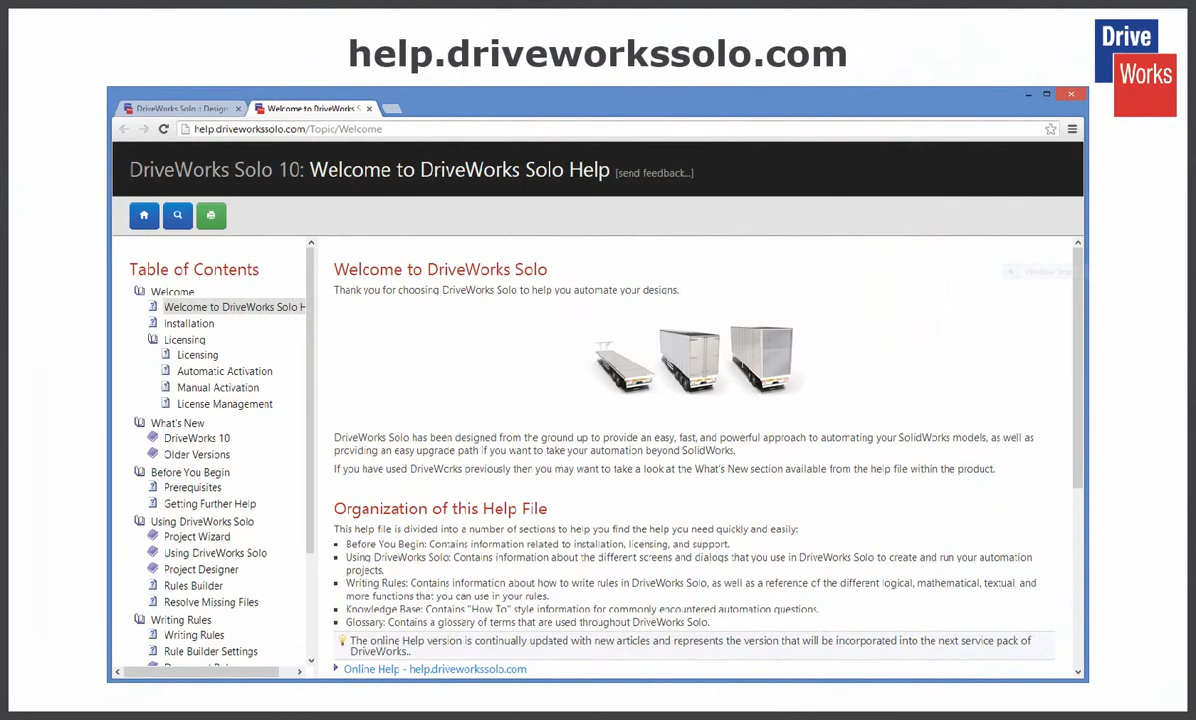 help.driveworkssolo.com
Drive
Works
DriveWorks Solo :: Design
Welcome to DriveWorks S
help.driveworkssolo.com/Topic/Welcome
DriveWorks Solo 10: Welcome to DriveWorks Solo Help [send feedback...]
Table of Contents
Welcome
Welcome to DriveWorks Solo H
Installation
Licensing
Licensing
Automatic Activation
Manual Activation
License Management
What's New
DriveWorks 10
Older Versions
Before You Begin
Prerequisites
Getting Further Help
Using DriveWorks Solo
Project Wizard
Using DriveWorks Solo
Project Designer
Rules Builder
Resolve Missing Files
Writing Rules
Writing Rules
Rule Builder Settings
Welcome to DriveWorks Solo
Thank you for choosing DriveWorks Solo to help you automate your designs.
DriveWorks Solo has been designed from the ground up to provide an easy, fast, and powerful approach to automating your SolidWorks models, as well as
providing an easy upgrade path if you want to take your automation beyond SolidWorks.
If you have used DriveWorks previously then you may want to take a look at the What's New section available from the help file within the product.
Organization of this Help File
This help file is divided into a number of sections to help you find the help you need quickly and easily:
Before You Begin: Contains information related to installation, licensing, and support.
Using DriveWorks Solo: Contains information about the different screens and dialogs that you use in DriveWorks Solo to create and run your automation
projects.
Writing Rules: Contains information about how to write rules in DriveWorks Solo, as well as a reference of the different logical, mathematical, textual, and
more functions that you can use in your rules.
Knowledge Base: Contains "How To" style information for commonly encountered automation questions.
Glossary: Contains a glossary of terms that are used throughout DriveWorks Solo.
The online Help version is continually updated with new articles and represents the version that will be incorporated into the next service pack of
DriveWorks..
Online Help - help.driveworkssolo.com